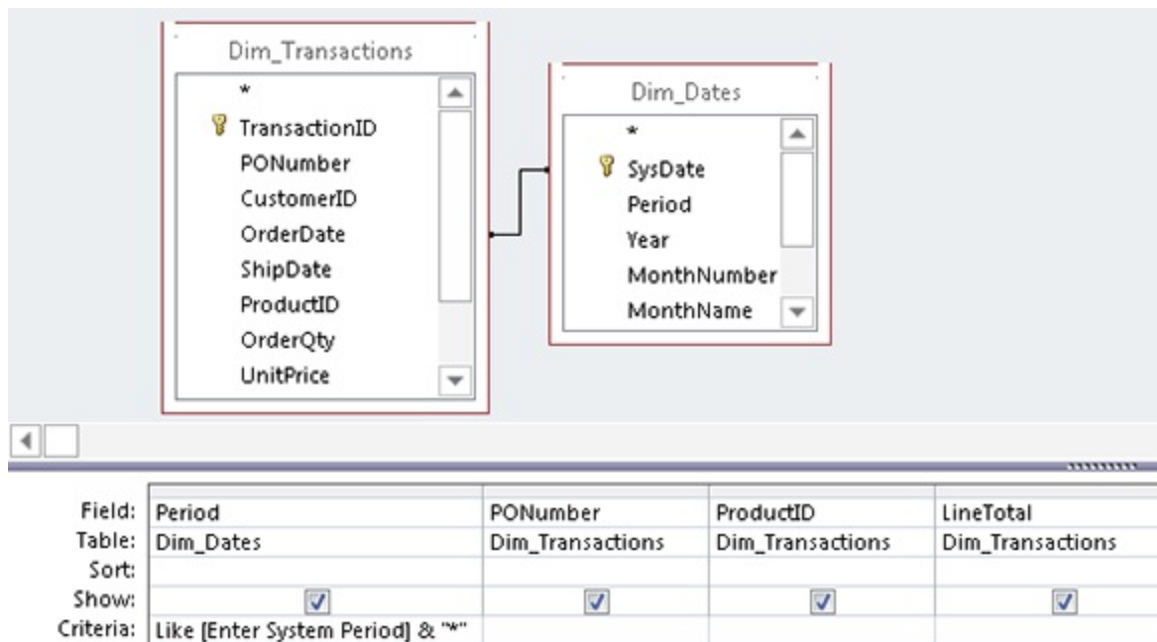 Dim_Transactions
*
TransactionID
PONumber
CustomerID
OrderDate
ShipDate
ProductID
OrderQty
UnitPrice
Dim_Dates
*
SysDate
Period
Year
MonthNumber
MonthName
Field: Period PONumber ProductID LineTotal
Table: Dim_Dates Dim_Transactions Dim_Transactions Dim_Transactions
Sort:
Show:
Criteria: Like [Enter System Period] & "*"